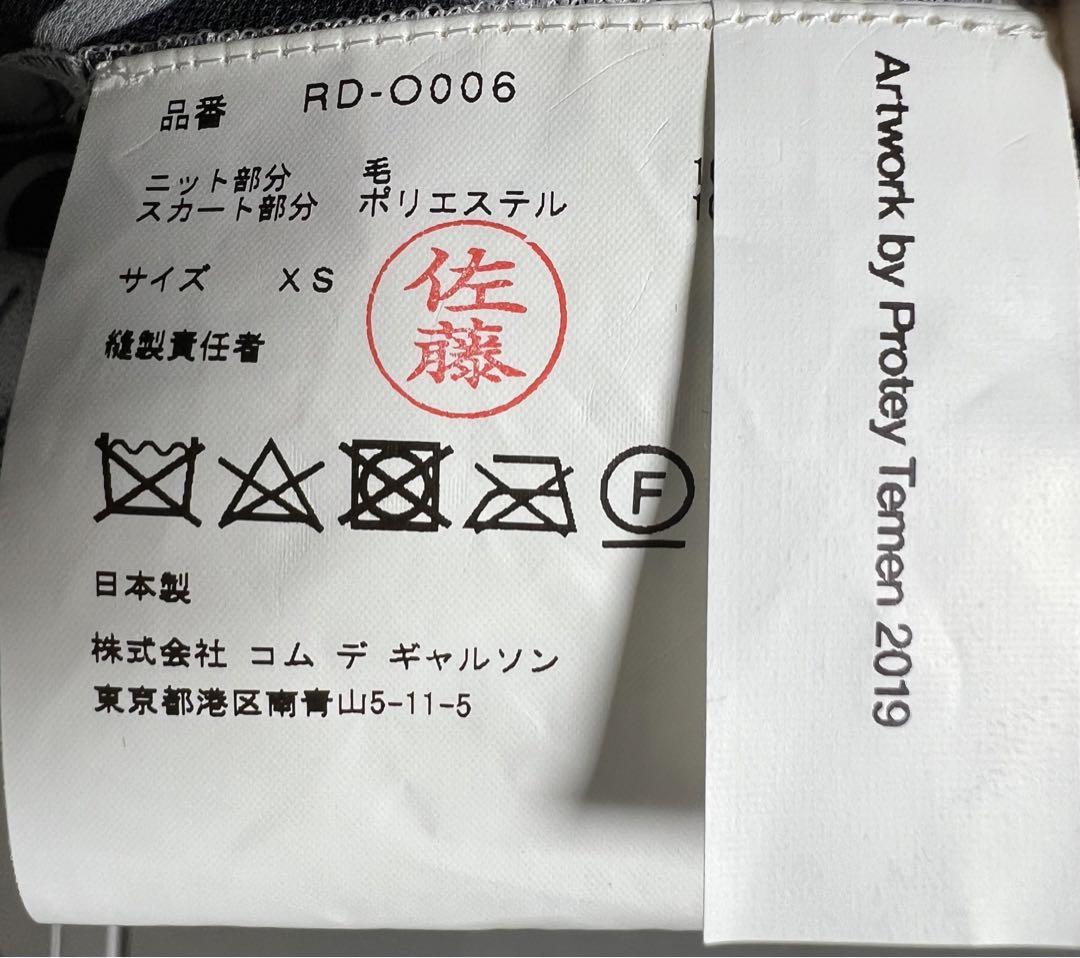 品番 RD-O006
ニット部分 毛
スカート部分 ポリエステル
サイズ XS
佐藤
縫製責任者
F
日本製
株式会社 コム デ ギャルソン
東京都港区南青山5-11-5
Artwork by Protey Temen 2019